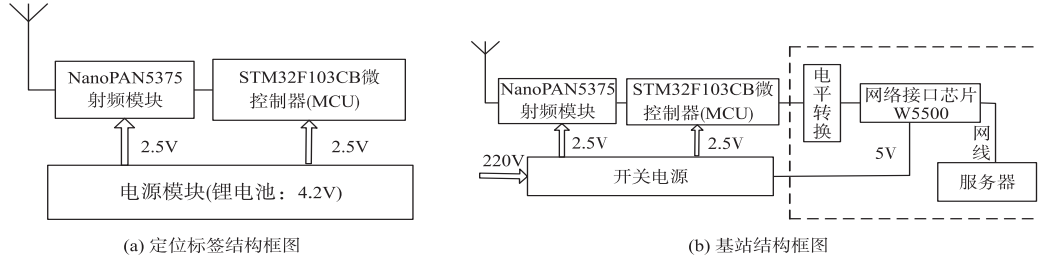 NanoPAN5375
射频模块
STM32F103CB微
控制器(MCU)
2.5V
2.5V
电源模块(锂电池：4.2V)
(a) 定位标签结构框图
NanoPAN5375
射频模块
STM32F103CB微
控制器(MCU)
电平转换
网络接口芯片
W5500
2.5V
2.5V
5V
网线
220V
开关电源
服务器
(b) 基站结构框图